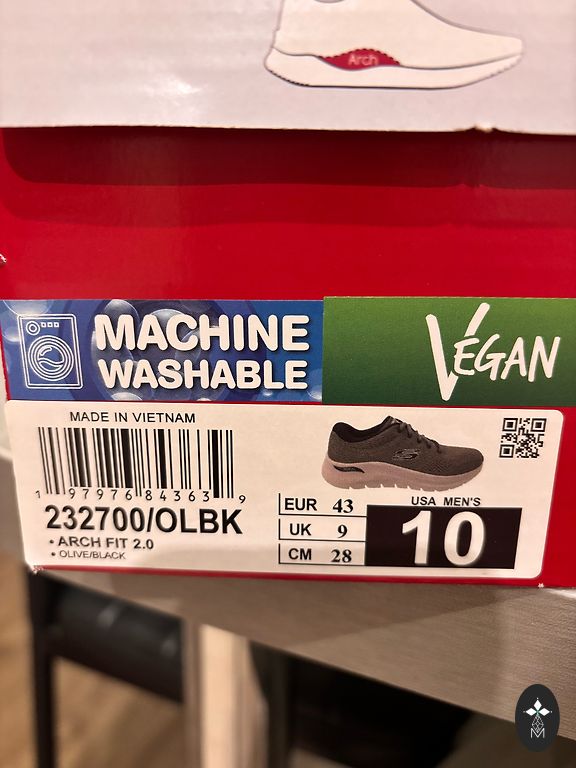 Arch
MACHINE
WASHABLE
VEGAN
MADE IN VIETNAM
1 97976 84363 9
232700/OLBK
• ARCH FIT 2.0
• OLIVE/BLACK
EUR 43
UK 9
CM 28
USA MEN'S
10
M